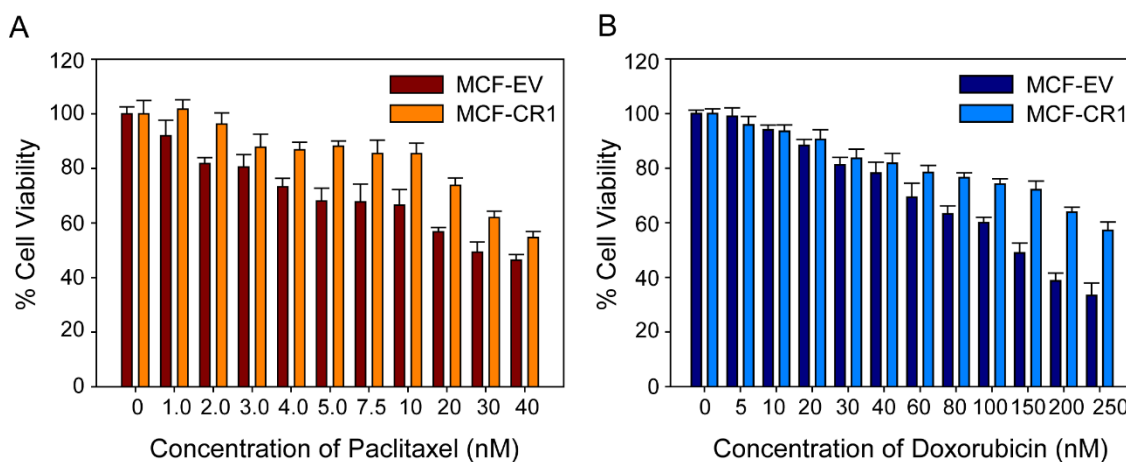 A
120
100
80
60
40
20
0
% Cell Viability
MCF-EV
MCF-CR1
0 1.0 2.0 3.0 4.0 5.0 7.5 10 20 30 40
Concentration of Paclitaxel (nM)
B
120
100
80
60
40
20
0
% Cell Viability
MCF-EV
MCF-CR1
0 5 10 20 30 40 60 80 100 150 200 250
Concentration of Doxorubicin (nM)